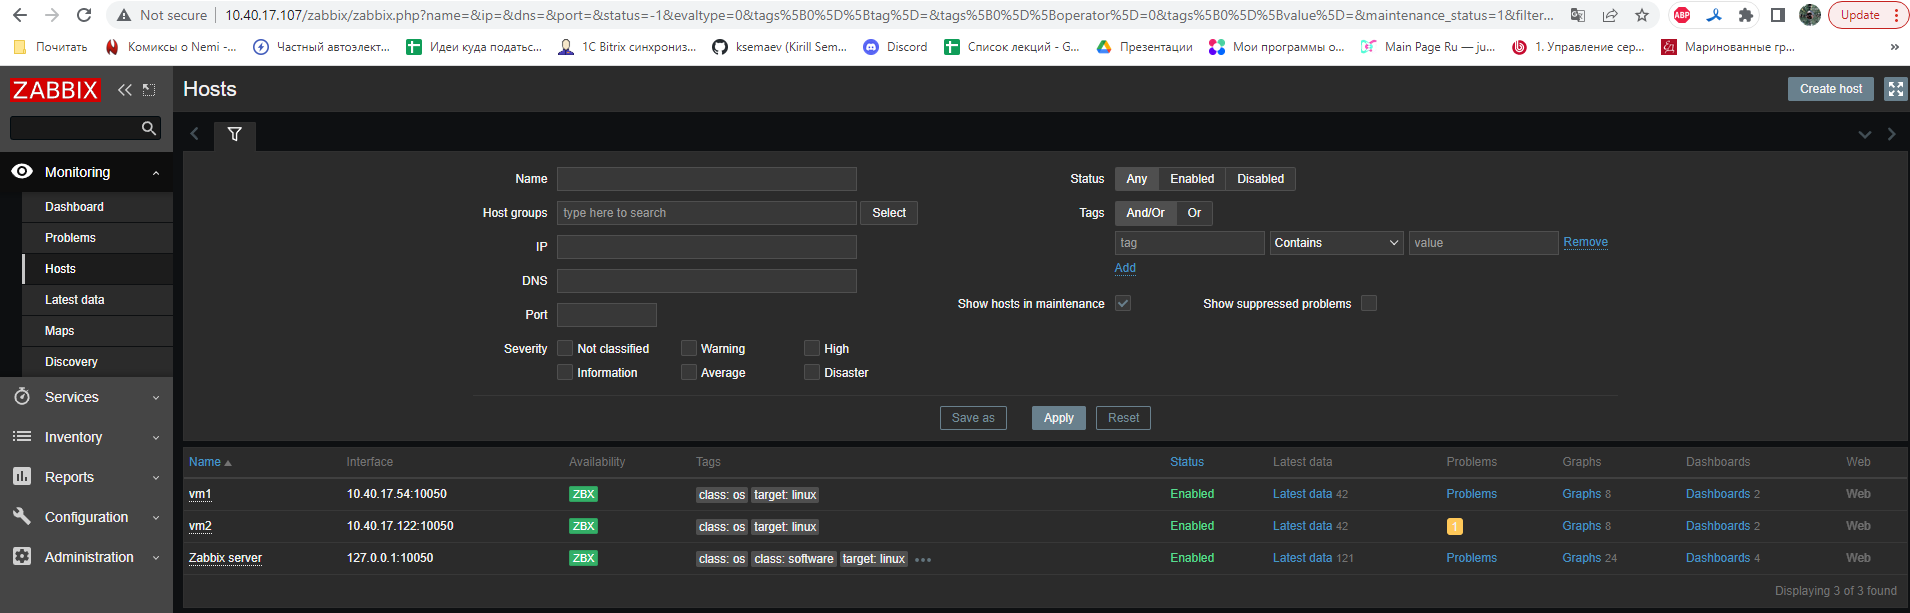 Not secure 10.40.17.107/zabbix/zabbix.php?name=&ip=&dns=&port=&status=-1&evaltype=0&tags%5B0%5D%5Btag%5D=&tags%5B0%5D%5Boperator%5D=0&tags%5B0%5D%5Bvalue%5D=&maintenance_status=1&filter... ABP Update
Почитать Комиксы о Nemi -... Частный автоэлект... Идеи куда податьс... 1C Bitrix синхрониз... ksemaev (Kirill Sem... Discord Список лекций - G... Презентации Мои программы о... Main Page Ru — ju... 1. Управление сер... Маринованные гр... »
ZABBIX Hosts Create host
Monitoring
Dashboard
Problems
Hosts
Latest data
Maps
Discovery
Services
Inventory
Reports
Configuration
Administration
Name Status Any Enabled Disabled
Host groups type here to search Select Tags And/Or Or
IP tag Contains value Remove
Add
DNS
Show hosts in maintenance Show suppressed problems
Port
Severity Not classified Warning High
Information Average Disaster
Save as Apply Reset
Name Interface Availability Tags Status Latest data Problems Graphs Dashboards Web
vm1 10.40.17.54:10050 ZBX class: os target: linux Enabled Latest data 42 Problems Graphs 8 Dashboards 2 Web
vm2 10.40.17.122:10050 ZBX class: os target: linux Enabled Latest data 42 1 Graphs 8 Dashboards 2 Web
Zabbix server 127.0.0.1:10050 ZBX class: os class: software target: linux ••• Enabled Latest data 121 Problems Graphs 24 Dashboards 4 Web
Displaying 3 of 3 found